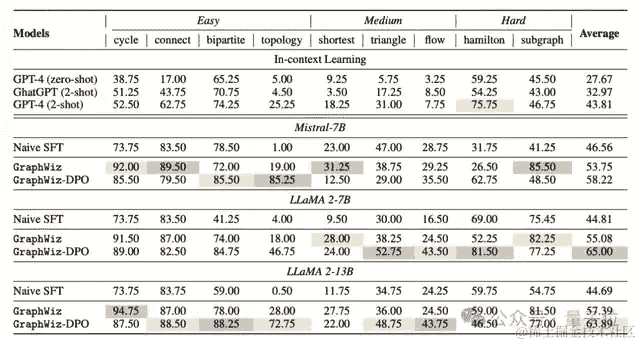 Models Easy Medium Hard Average
cycle connect bipartite topology shortest triangle flow hamilton subgraph
In-context Learning
GPT-4 (zero-shot) 38.75 17.00 65.25 5.00 9.25 5.75 3.25 59.25 45.50 27.67
GhatGPT (2-shot) 51.25 43.75 70.75 4.50 3.50 17.25 8.50 54.25 43.00 32.97
GPT-4 (2-shot) 52.50 62.75 74.25 25.25 18.25 31.00 7.75 75.75 46.75 43.81
Mistral-7B
Naive SFT 73.75 83.50 78.50 1.00 23.00 47.00 28.75 31.75 41.25 46.56
GraphWiz 92.00 89.50 72.00 19.00 31.25 38.75 29.25 26.50 85.50 53.75
GraphWiz-DPO 85.50 79.50 85.50 85.25 12.50 29.00 35.50 62.75 48.50 58.22
LLaMA 2-7B
Naive SFT 73.75 83.50 41.25 4.00 9.50 30.00 16.50 69.00 75.45 44.81
GraphWiz 91.50 87.00 74.00 18.00 28.00 38.25 24.50 52.25 82.25 55.08
GraphWiz-DPO 89.00 82.50 84.75 46.75 24.00 52.75 43.50 81.50 77.25 65.00
LLaMA 2-13B
Naive SFT 73.75 83.75 59.00 0.50 11.75 34.75 24.25 59.75 54.75 44.69
GraphWiz 94.75 87.00 78.00 28.00 27.75 36.00 24.50 59.00 81.50 57.39
GraphWiz-DPO 87.50 88.50 88.25 72.75 22.00 48.75 43.75 46.50 77.00 63.89
@稀土掘金技术社区